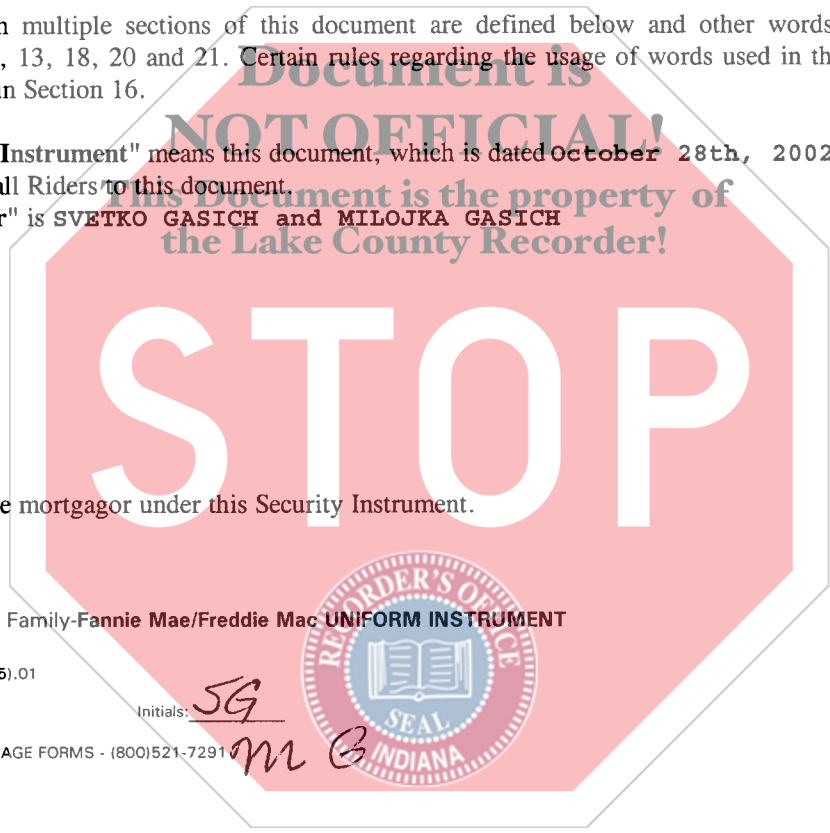 n multiple sections of this document are defined below and other words
, 13, 18, 20 and 21. Certain rules regarding the usage of words used in th
in Section 16.
Document is
NOT OFFICIAL!
Instrument" means this document, which is dated October 28th, 2002
all Riders to this document.
This Document is the property of
the Lake County Recorder!
r" is SVETKO GASICH and MILOJKA GASICH
STOP
e mortgagor under this Security Instrument.
Family-Fannie Mae/Freddie Mac UNIFORM INSTRUMENT
5).01
Initials: SG
AGE FORMS - (800)521-7291 M G
RECORDER'S OFFICE
SEAL
INDIANA